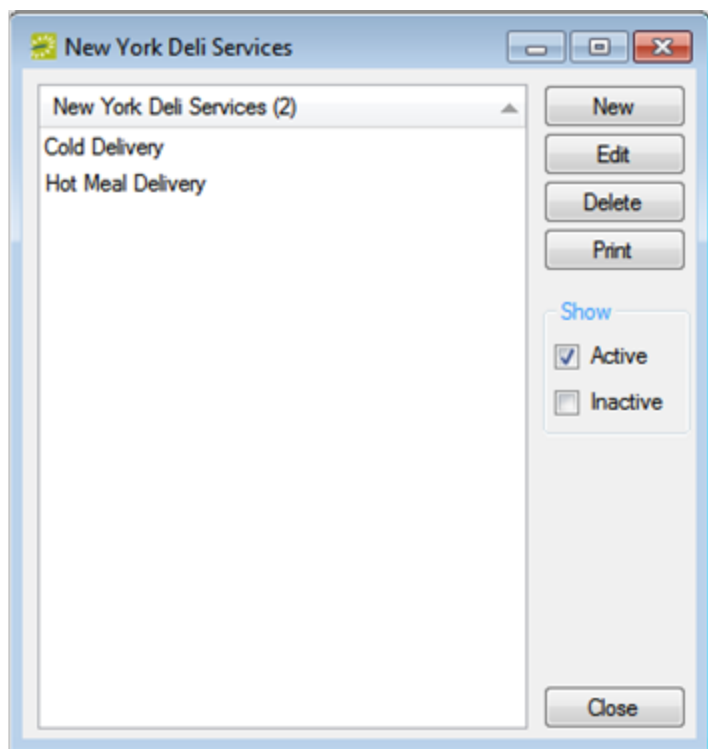 New York Deli Services
New York Deli Services (2)
Cold Delivery
Hot Meal Delivery
New
Edit
Delete
Print
Show
Active
Inactive
Close